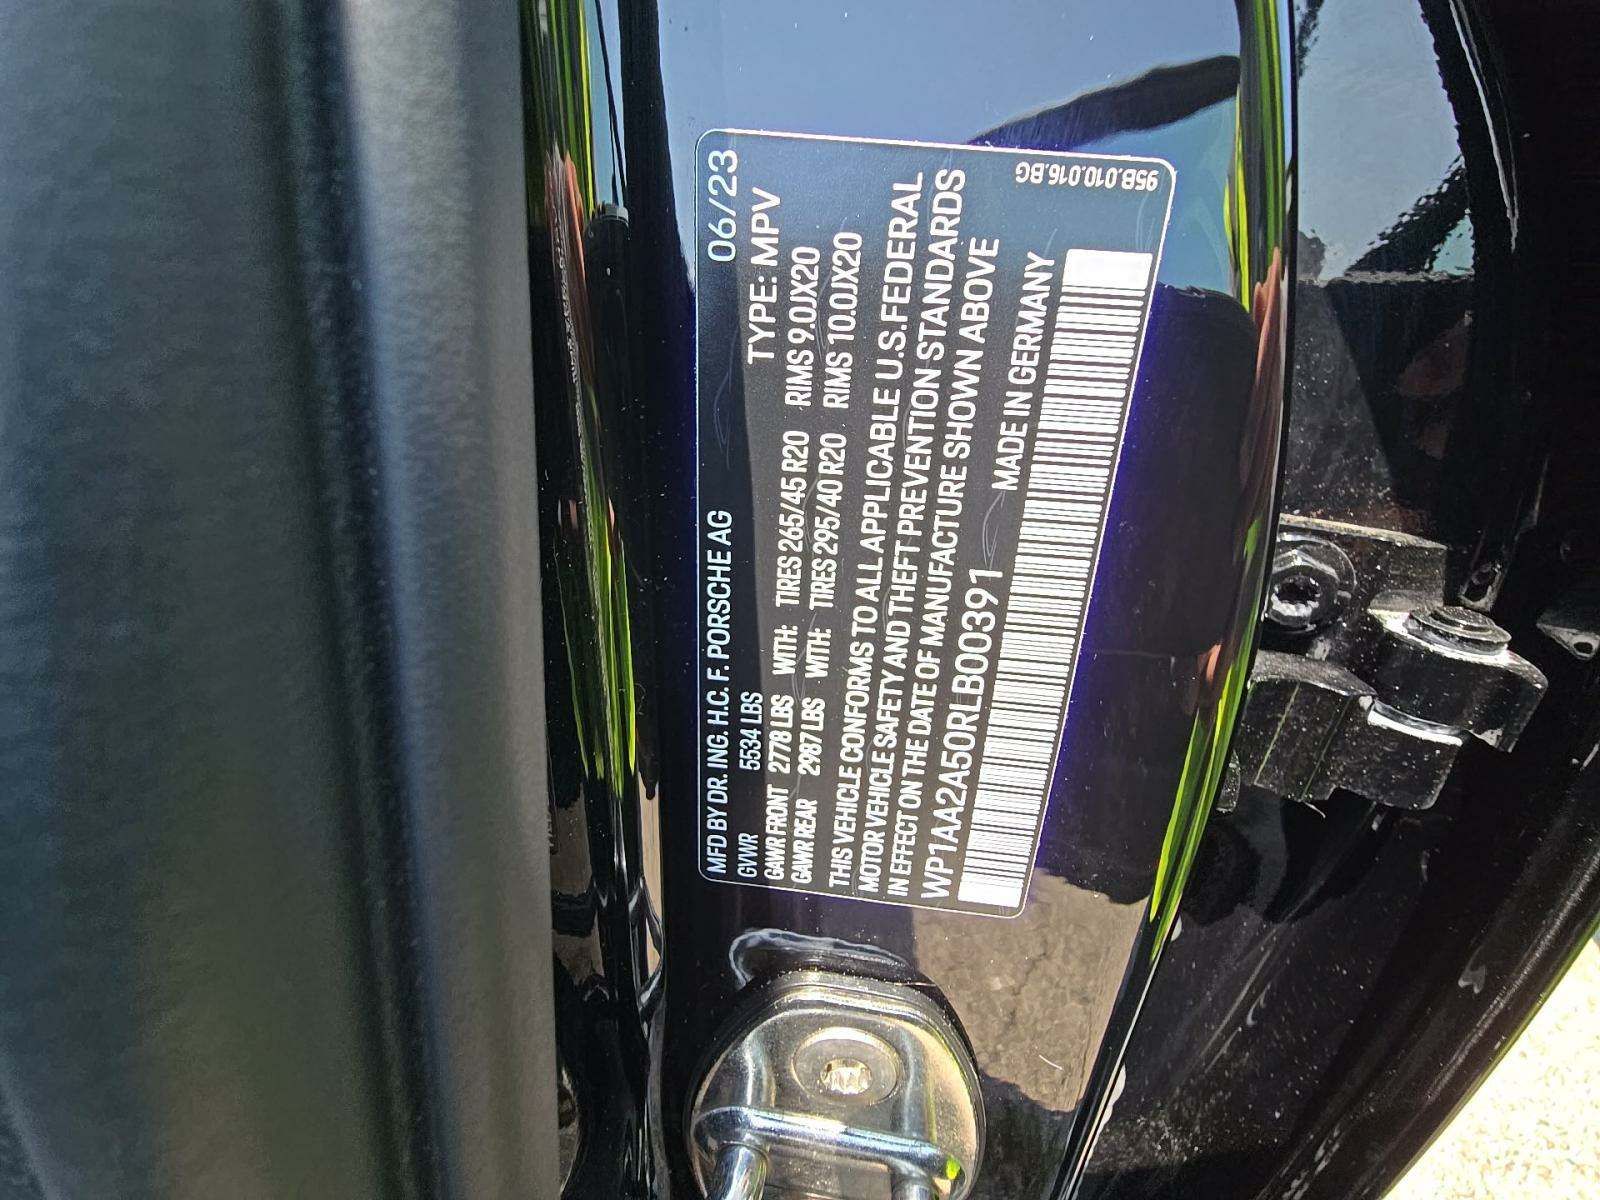 MFD BY DR. ING. H.C. F. PORSCHE AG 06/23
GVWR 5534 LBS TYPE: MPV
GAWR FRONT 2778 LBS WITH: TIRES 265/45 R20 RIMS 9.0JX20
GAWR REAR 2987 LBS WITH: TIRES 295/40 R20 RIMS 10.0JX20
THIS VEHICLE CONFORMS TO ALL APPLICABLE U.S.FEDERAL
MOTOR VEHICLE SAFETY AND THEFT PREVENTION STANDARDS
IN EFFECT ON THE DATE OF MANUFACTURE SHOWN ABOVE
WP1AA2A50RLB00391 MADE IN GERMANY
95B.010.016.BG